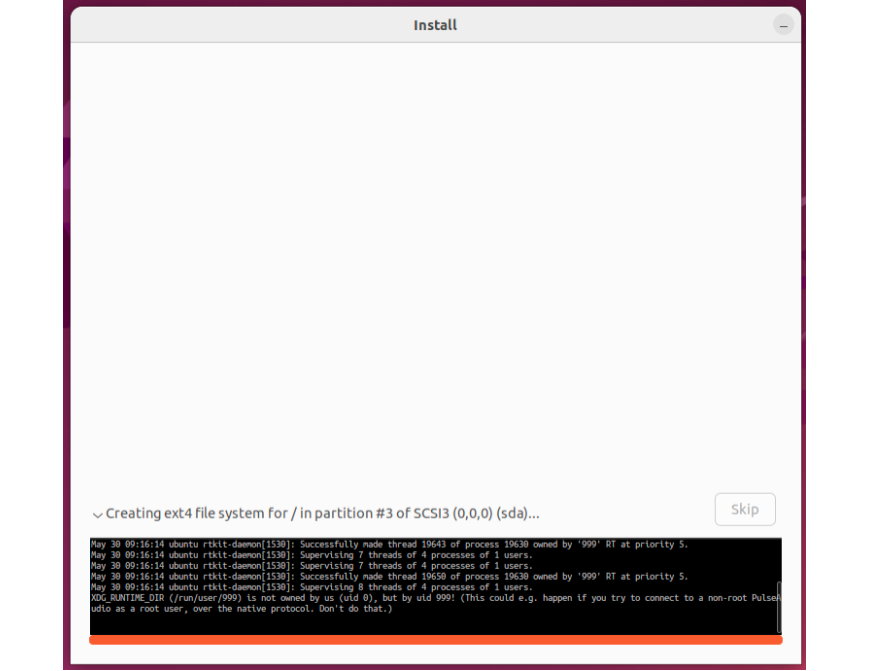 Install
Creating ext4 file system for / in partition #3 of SCSI3 (0,0,0) (sda)...
Skip
May 30 09:16:14 ubuntu rtkit-daemon[1530]: Successfully made thread 19643 of process 19630 owned by '999' RT at priority 5.
May 30 09:16:14 ubuntu rtkit-daemon[1530]: Supervising 7 threads of 4 processes of 1 users.
May 30 09:16:14 ubuntu rtkit-daemon[1530]: Supervising 7 threads of 4 processes of 1 users.
May 30 09:16:14 ubuntu rtkit-daemon[1530]: Successfully made thread 19650 of process 19630 owned by '999' RT at priority 5.
May 30 09:16:14 ubuntu rtkit-daemon[1530]: Supervising 8 threads of 4 processes of 1 users.
XDG_RUNTIME_DIR (/run/user/999) is not owned by us (uid 0), but by uid 999! (This could e.g. happen if you try to connect to a non-root PulseA
udio as a root user, over the native protocol. Don't do that.)